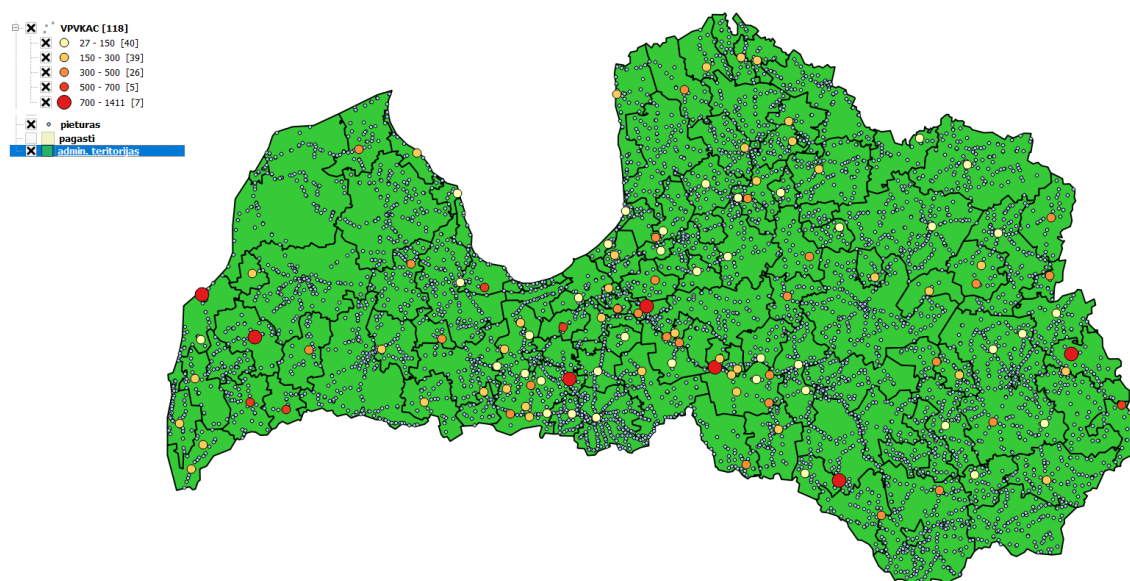 VPVKAC [118]
27 - 150 [40]
150 - 300 [39]
300 - 500 [26]
500 - 700 [5]
700 - 1411 [7]
pieturas
pagasti
admin. teritorijas